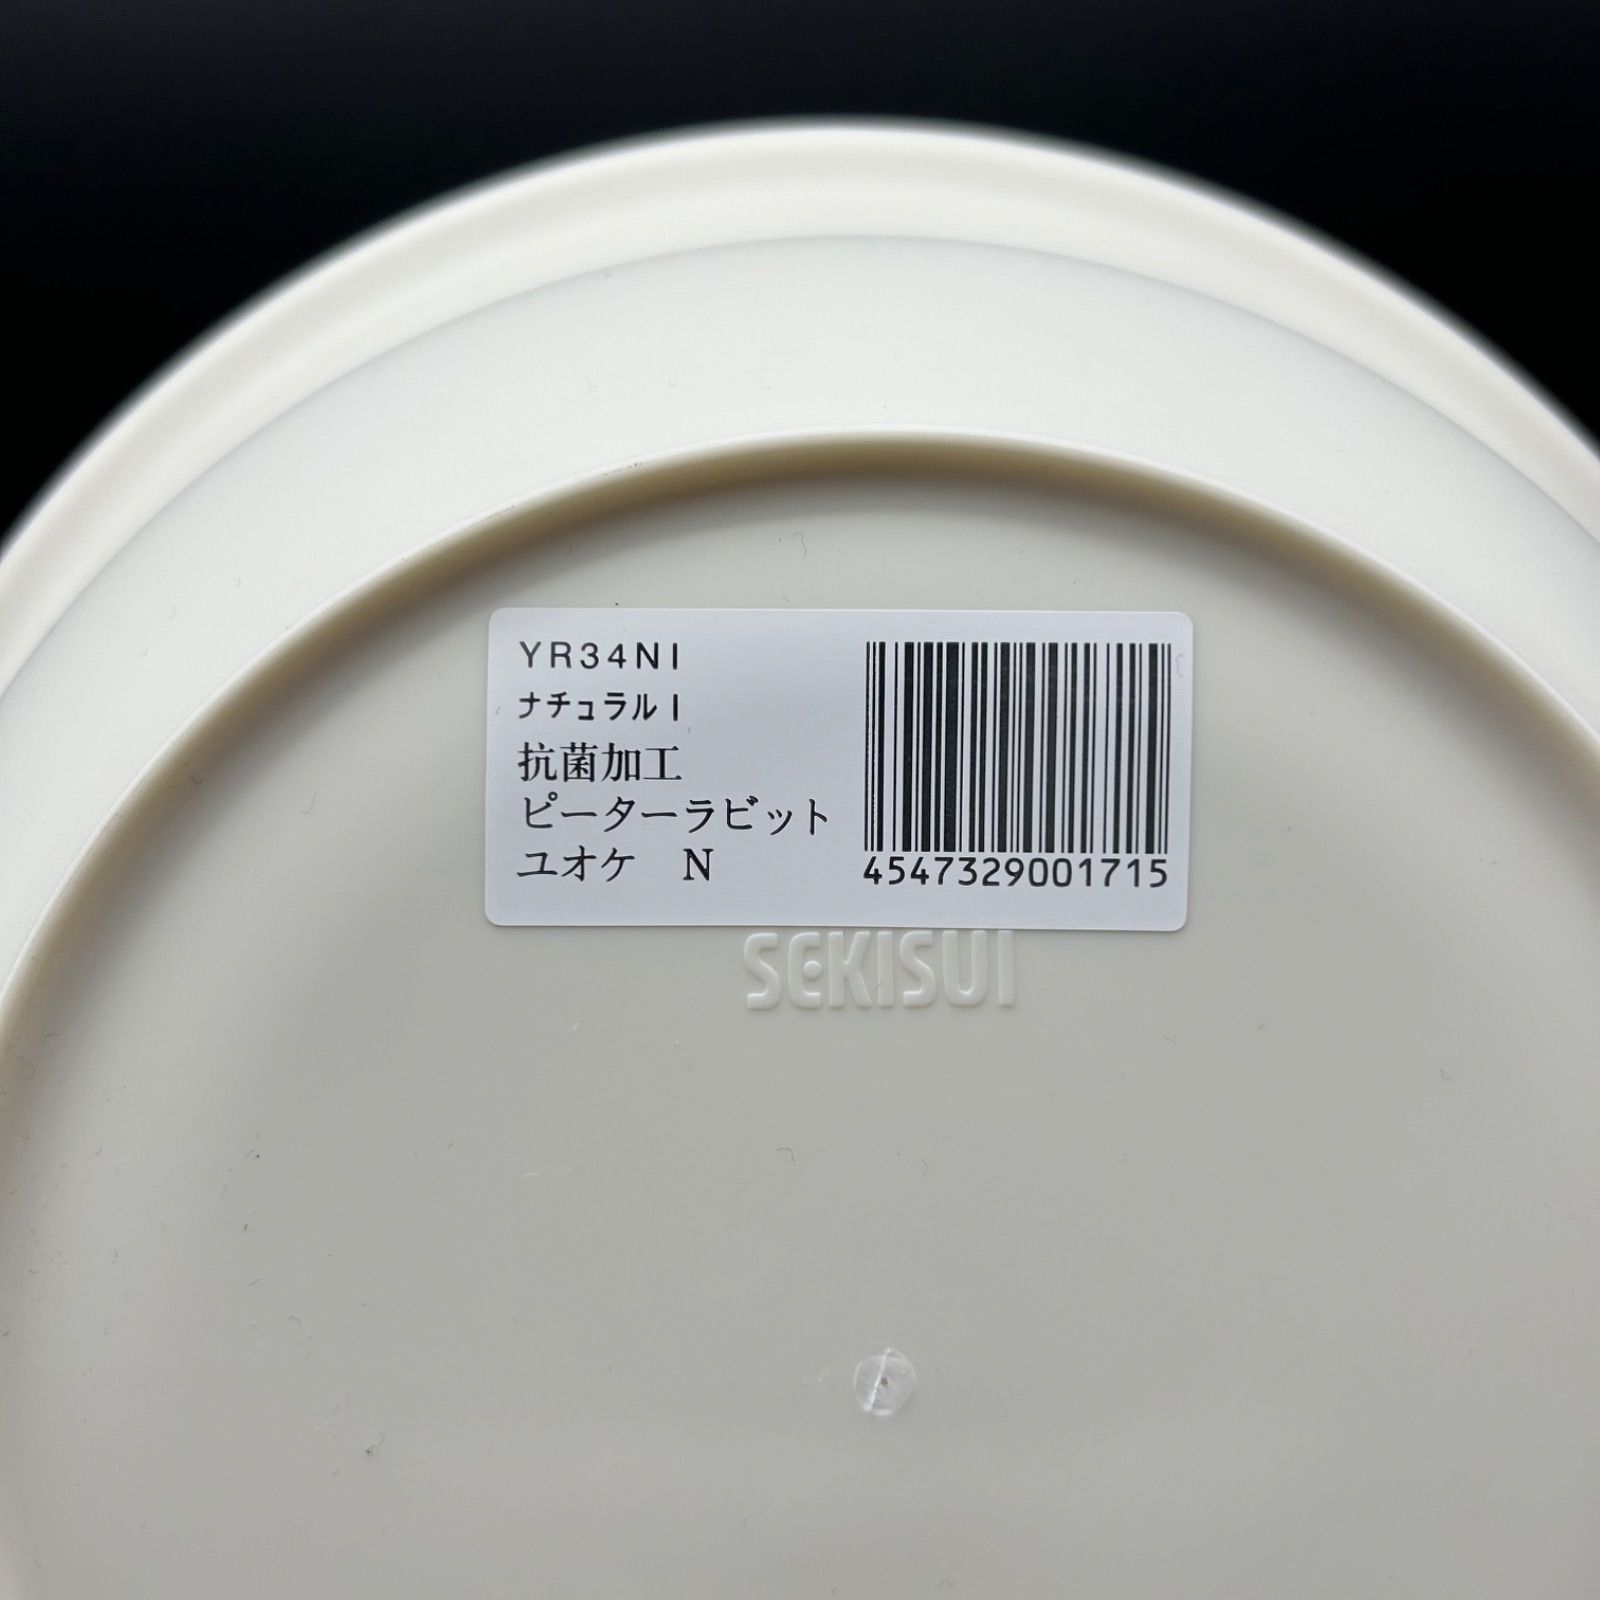 YR34NI
ナチュラルI
抗菌加工
ピーターラビット
ユオケ　N
4547329001715
SEKISUI